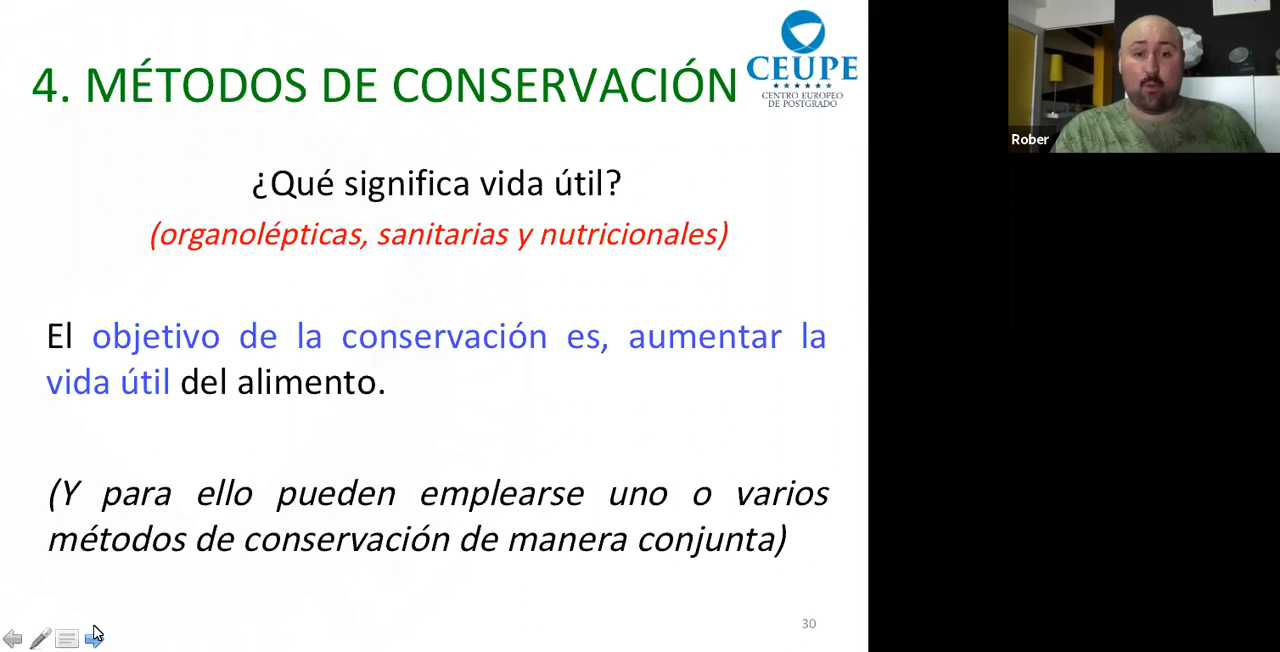 4. MÉTODOS DE CONSERVACIÓN
CEUPE
CENTRO EUROPEO
DE POSTGRADO
Rober
¿Qué significa vida útil?
(organolépticas, sanitarias y nutricionales)
El objetivo de la conservación es, aumentar la
vida útil del alimento.
(Y para ello pueden emplearse uno o varios
métodos de conservación de manera conjunta)
30